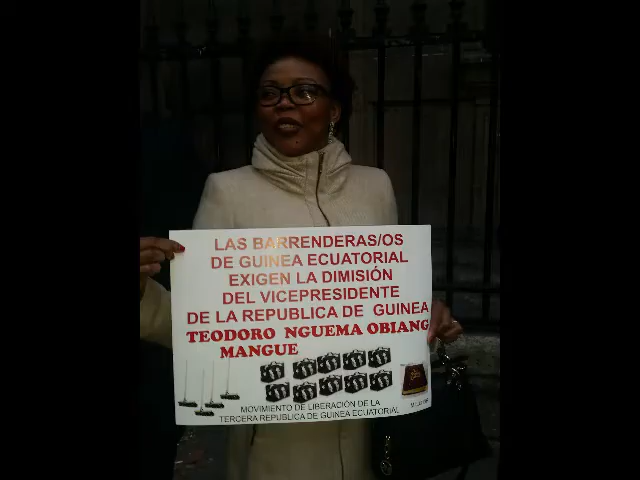 LAS BARRENDERAS/OS
DE GUINEA ECUATORIAL
EXIGEN LA DIMISIÓN
DEL VICEPRESIDENTE
DE LA REPUBLICA DE GUINEA
TEODORO NGUEMA OBIANG
MANGUE
MOVIMIENTO DE LIBERACIÓN DE LA
TERCERA REPUBLICA DE GUINEA ECUATORIAL